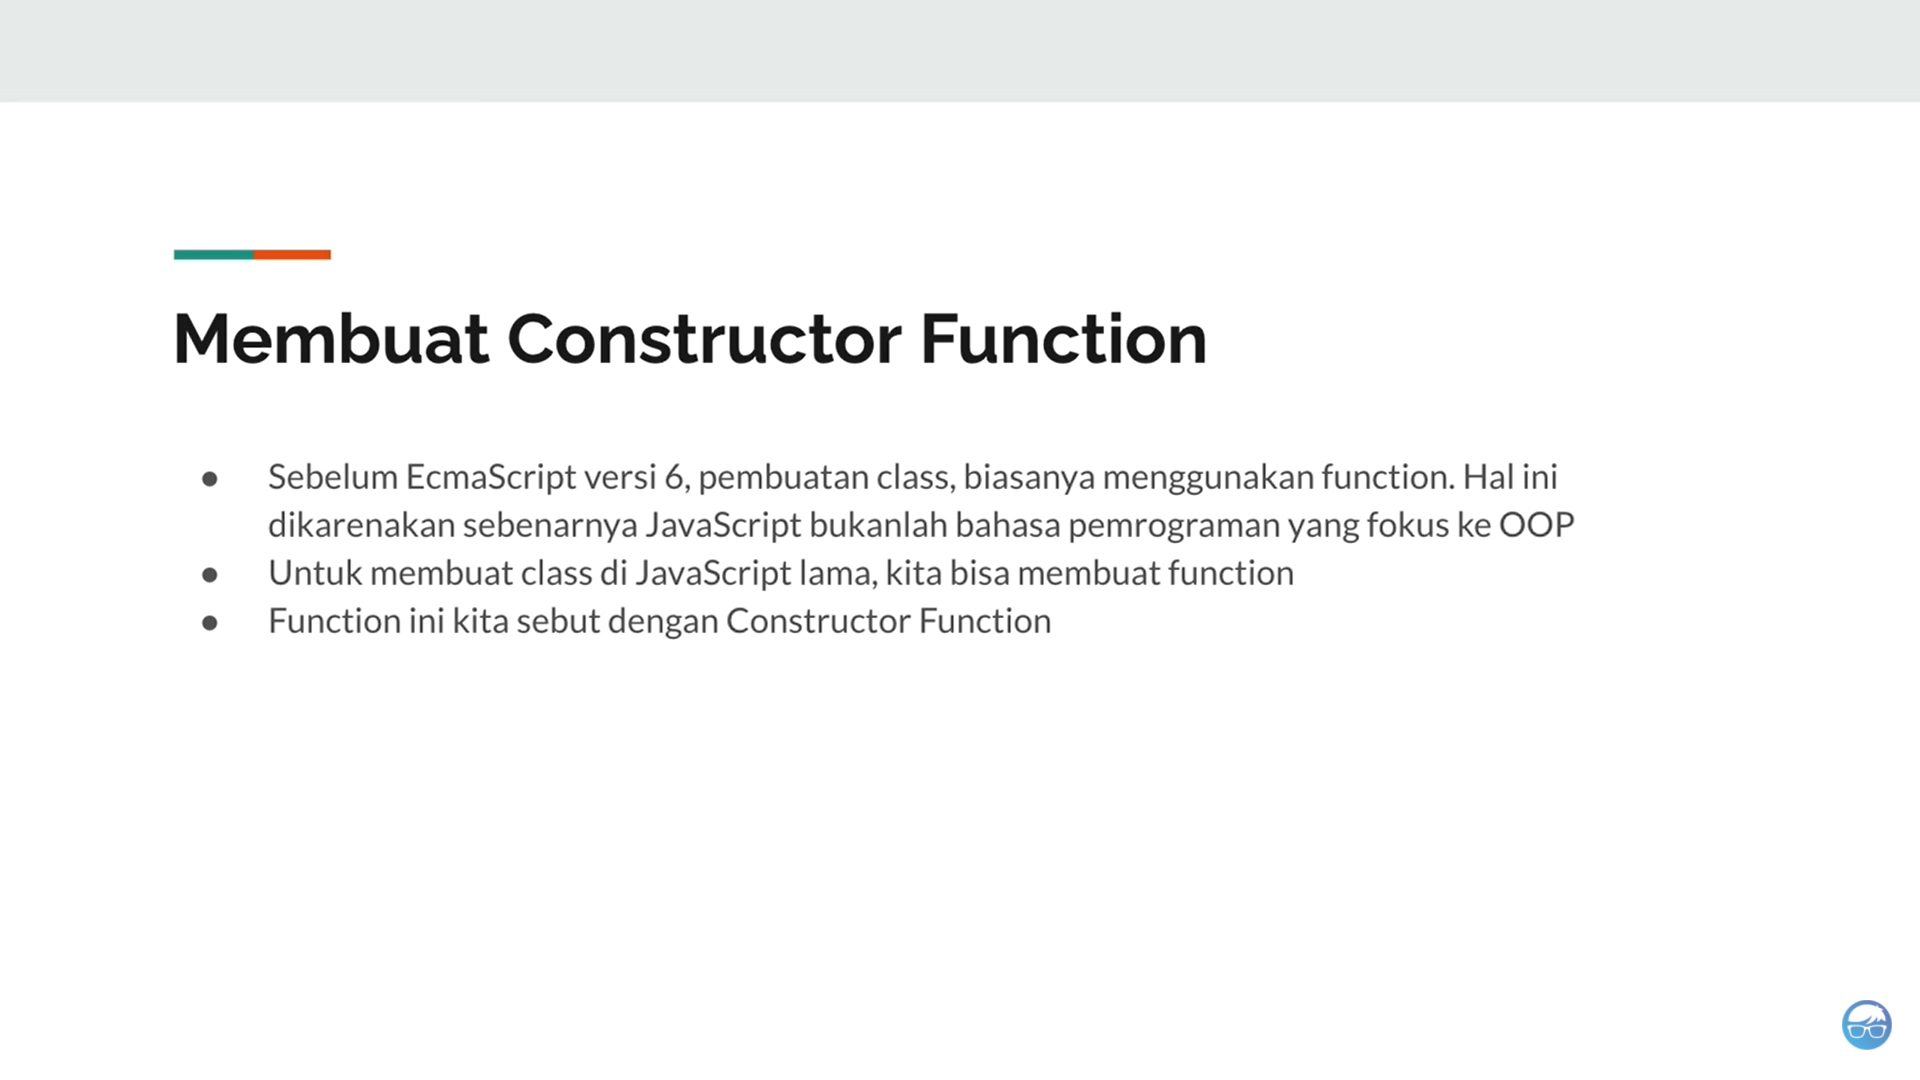 Membuat Constructor Function
● Sebelum EcmaScript versi 6, pembuatan class, biasanya menggunakan function. Hal ini
dikarenakan sebenarnya JavaScript bukanlah bahasa pemrograman yang fokus ke OOP
● Untuk membuat class di JavaScript lama, kita bisa membuat function
● Function ini kita sebut dengan Constructor Function